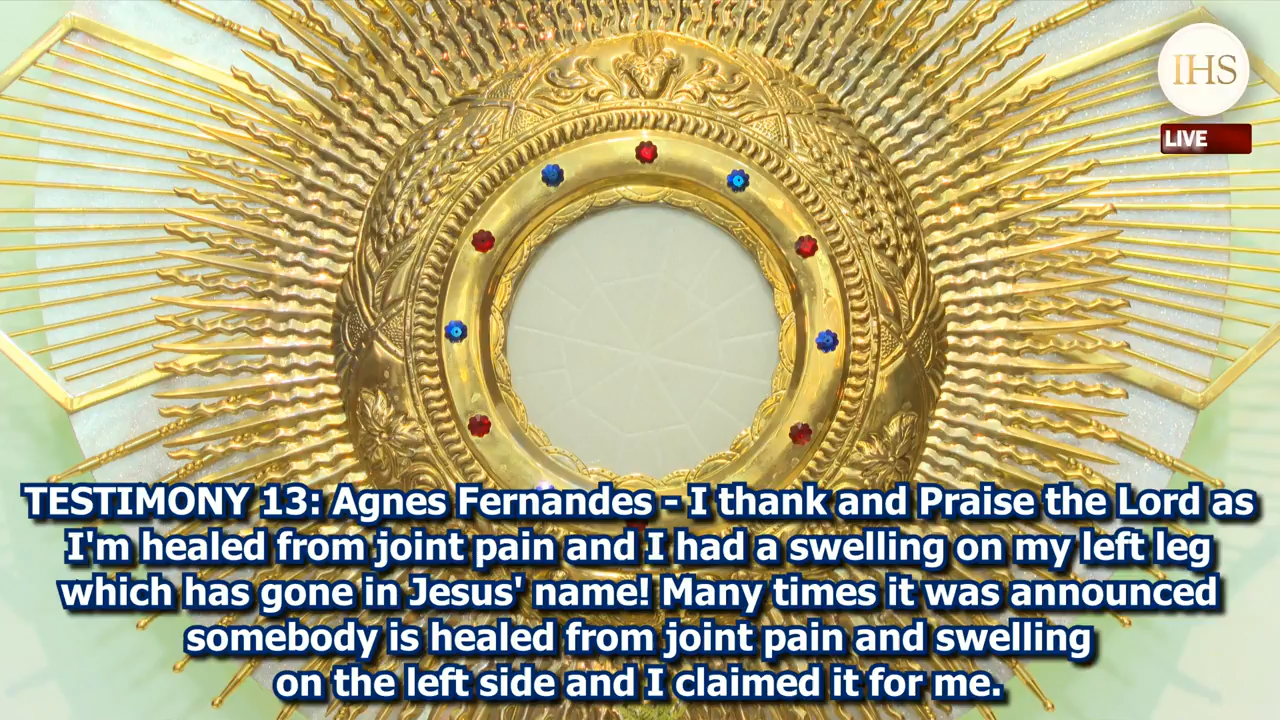 IHS
LIVE
TESTIMONY 13: Agnes Fernandes - I thank and Praise the Lord as
I'm healed from joint pain and I had a swelling on my left leg
which has gone in Jesus' name! Many times it was announced
somebody is healed from joint pain and swelling
on the left side and I claimed it for me.